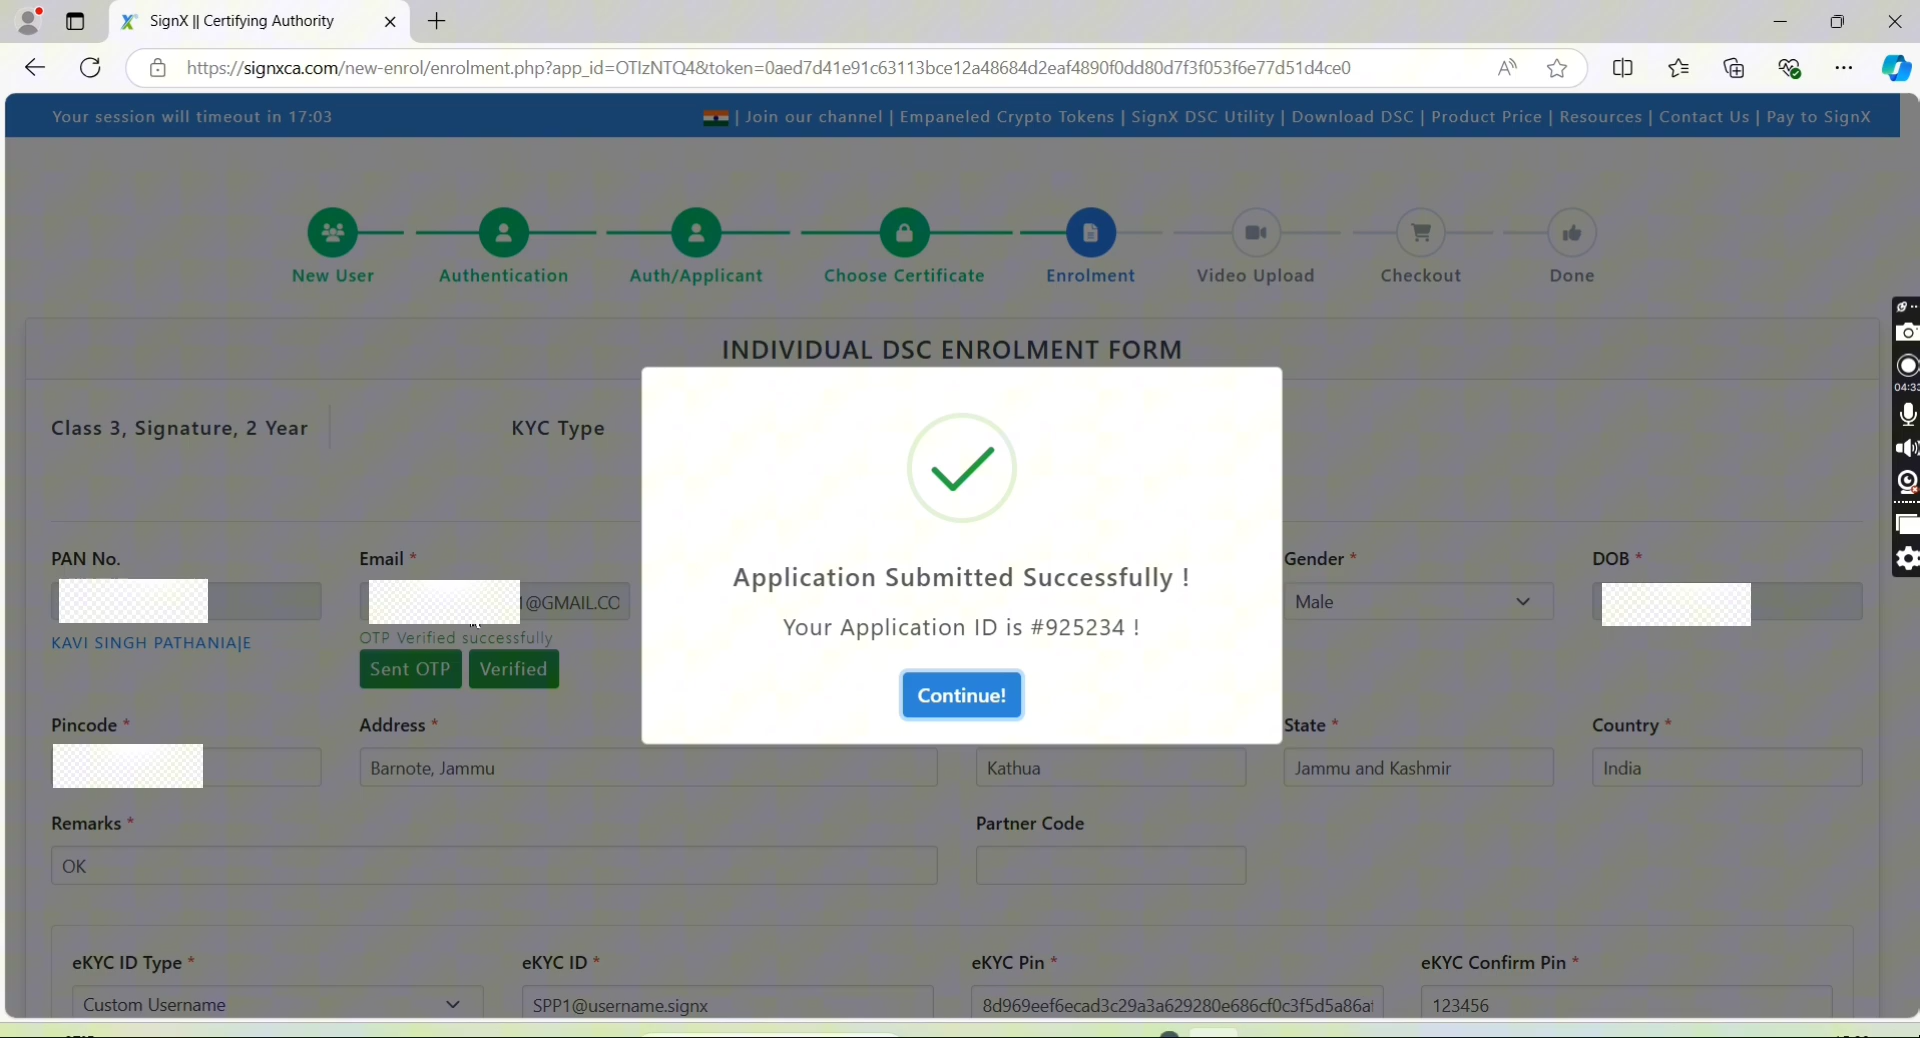 SignX || Certifying Authority
https://signxca.com/new-enrol/enrolment.php?app_id=OTIzNTQ4&token=0aed7d41e91c63113bce12a48684d2eaf4890f0dd80d7f3f053f6e77d51d4ce0
Your session will timeout in 17:03
| Join our channel | Empaneled Crypto Tokens | SignX DSC Utility | Download DSC | Product Price | Resources | Contact Us | Pay to SignX
New User
Authentication
Auth/Applicant
Choose Certificate
Enrolment
Video Upload
Checkout
Done
INDIVIDUAL DSC ENROLMENT FORM
04:33
Class 3, Signature, 2 Year
KYC Type
Application Submitted Successfully !
Your Application ID is #925234 !
Continue!
PAN No.
Email *
Gender *
DOB *
1@GMAIL.CO
Male
KAVI SINGH PATHANIA|E
OTP Verified successfully
Sent OTP
Verified
Pincode *
Address *
State *
Country *
Barnote, Jammu
Kathua
Jammu and Kashmir
India
Remarks *
Partner Code
OK
eKYC ID Type *
eKYC ID *
eKYC Pin *
eKYC Confirm Pin *
Custom Username
SPP1@username.signx
8d969eef6ecad3c29a3a629280e686cf0c3f5d5a86a
123456